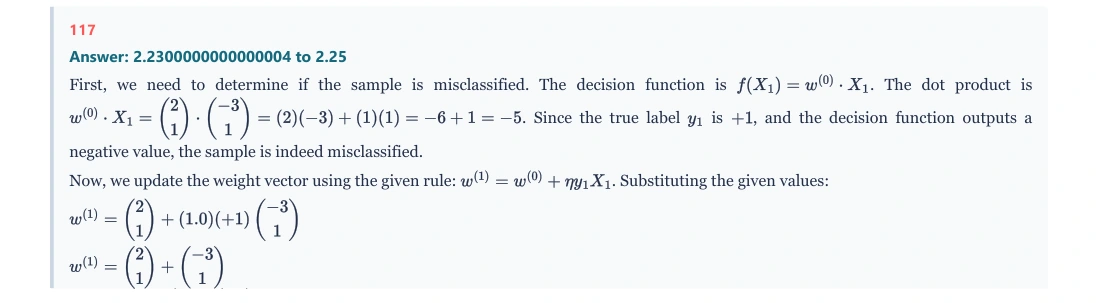 117
Answer: 2.2300000000000004 to 2.25
First, we need to determine if the sample is misclassified. The decision function is f(X₁) = w⁽⁰⁾ · X₁. The dot product is
w⁽⁰⁾ · X₁ = (2 1) · (−3 1) = (2)(−3) + (1)(1) = −6 + 1 = −5. Since the true label y₁ is +1, and the decision function outputs a
negative value, the sample is indeed misclassified.
Now, we update the weight vector using the given rule: w⁽¹⁾ = w⁽⁰⁾ + ηy₁X₁. Substituting the given values:
w⁽¹⁾ = (2 1) + (1.0)(+1) (−3 1)
w⁽¹⁾ = (2 1) + (−3 1)